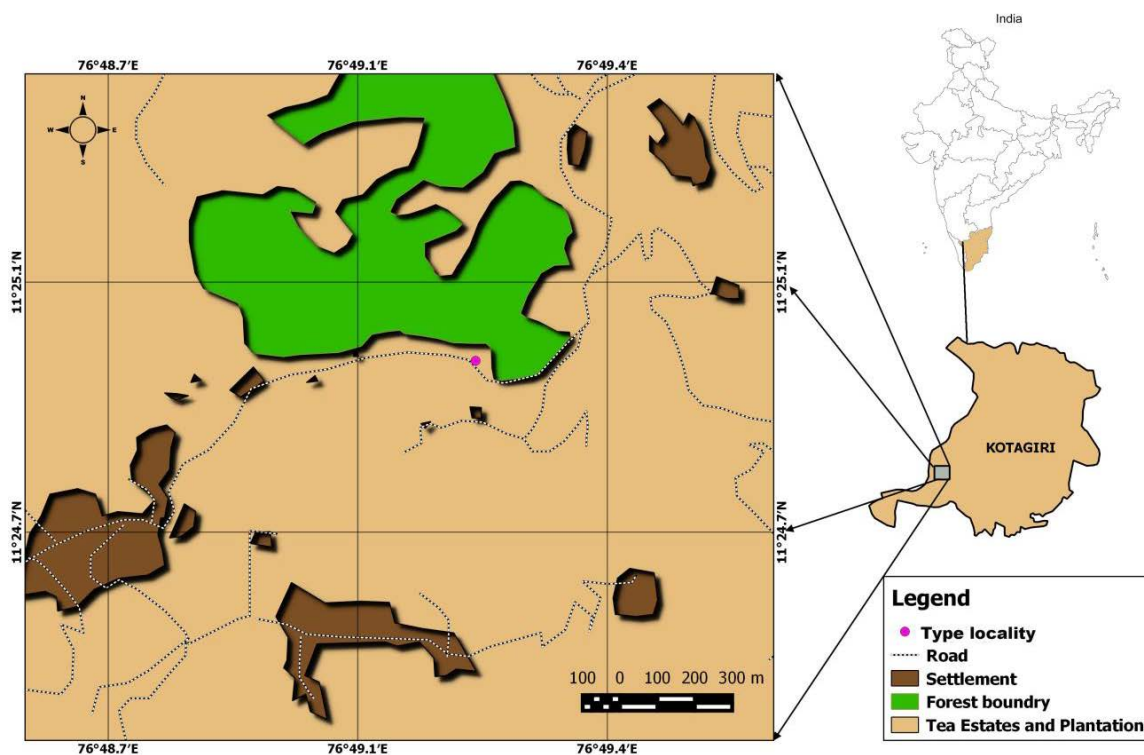 India
76°48.7'E 76°49.1'E 76°49.4'E
N
W E
S
11°25.1'N 11°25.1'N
KOTAGIRI
11°24.7'N 11°24.7'N
Legend
Type locality
Road
Settlement
Forest boundry
Tea Estates and Plantation
100 0 100 200 300 m
76°48.7'E 76°49.1'E 76°49.4'E